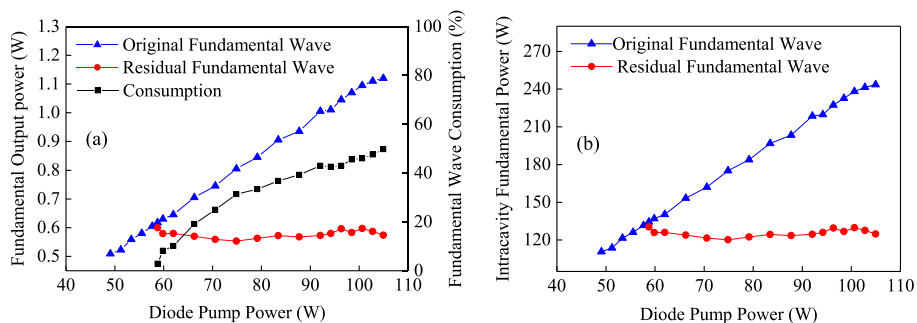 1.3
1.2
1.1
1.0
0.9
0.8
0.7
0.6
0.5
Fundamental Output power (W)
Original Fundamental Wave
Residual Fundamental Wave
Consumption
(a)
100
80
60
40
20
0
Fundamental Wave Consumption (%)
40 50 60 70 80 90 100 110
Diode Pump Power (W)
270
240
210
180
150
120
Intracavity Fundamental Power (W)
Original Fundamental Wave
Residual Fundamental Wave
(b)
40 50 60 70 80 90 100 110
Diode Pump Power (W)